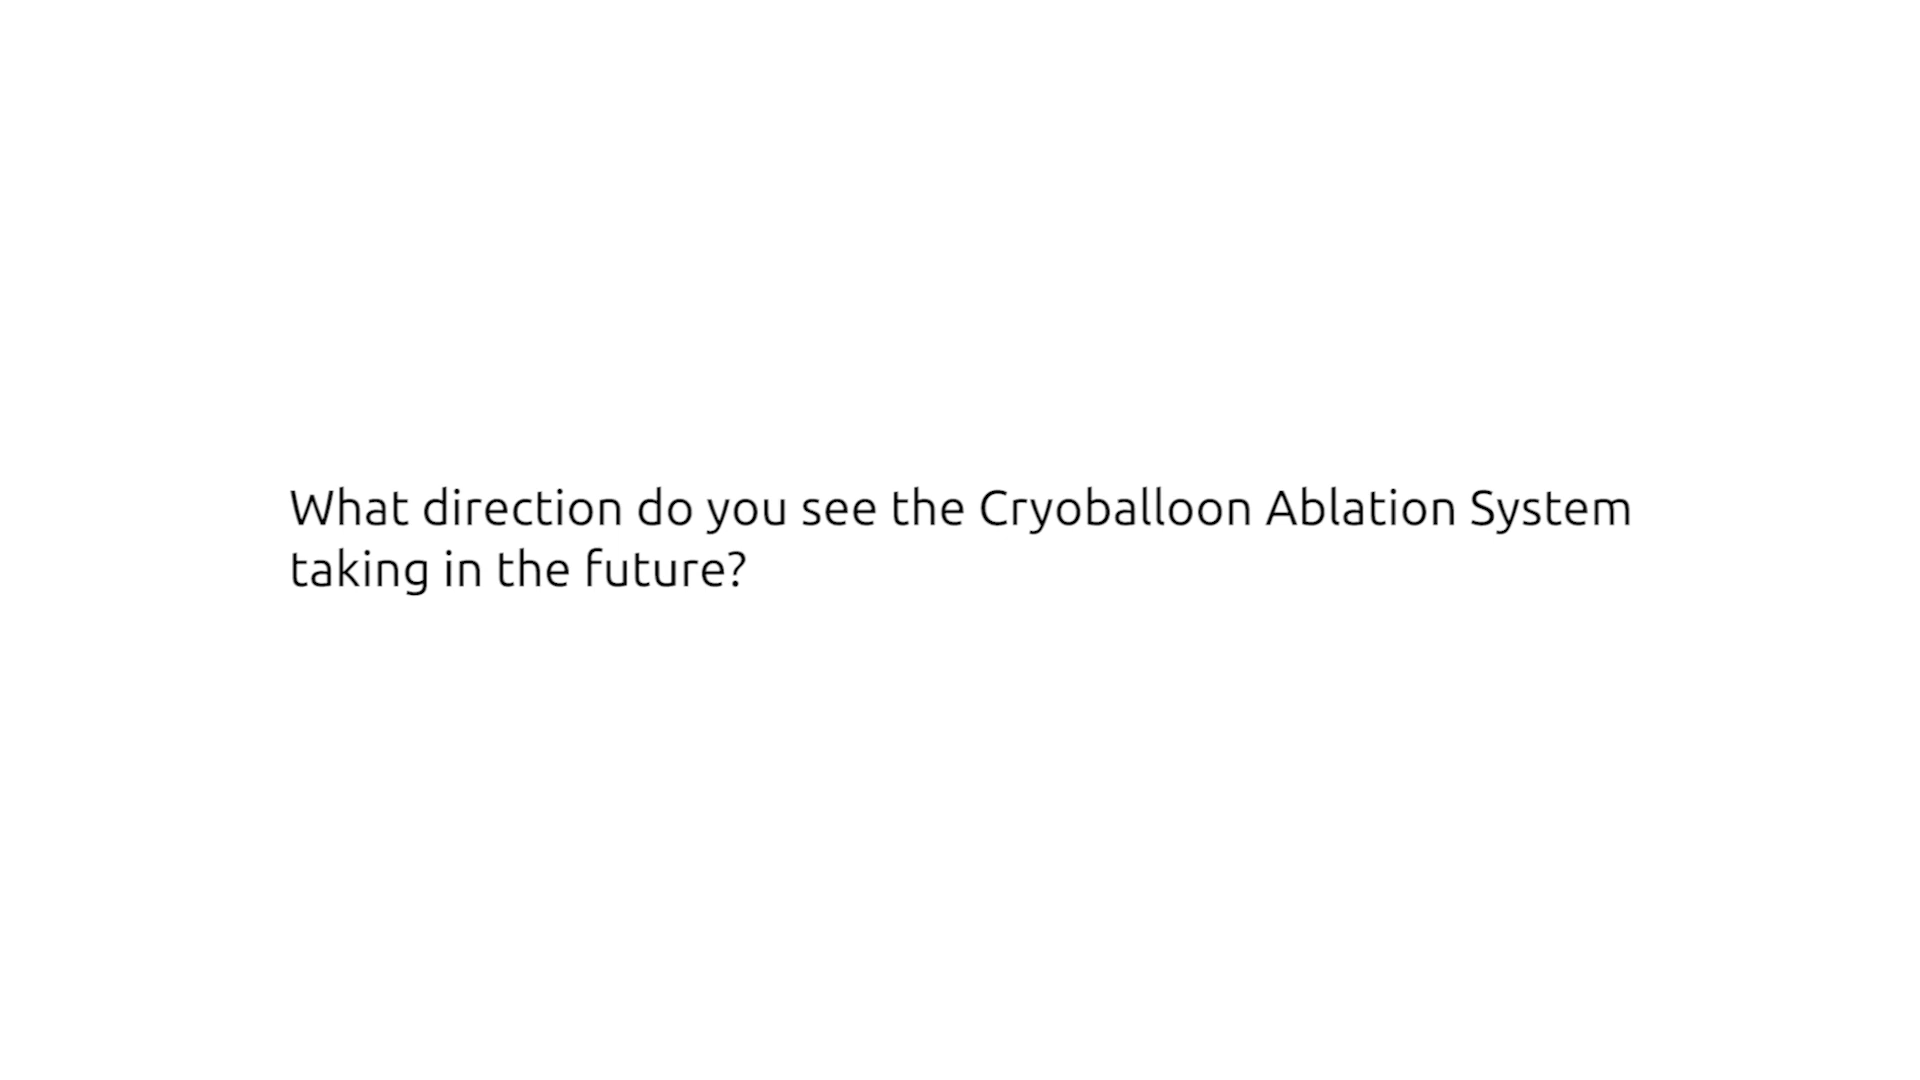 What direction do you see the Cryoballoon Ablation System
taking in the future?